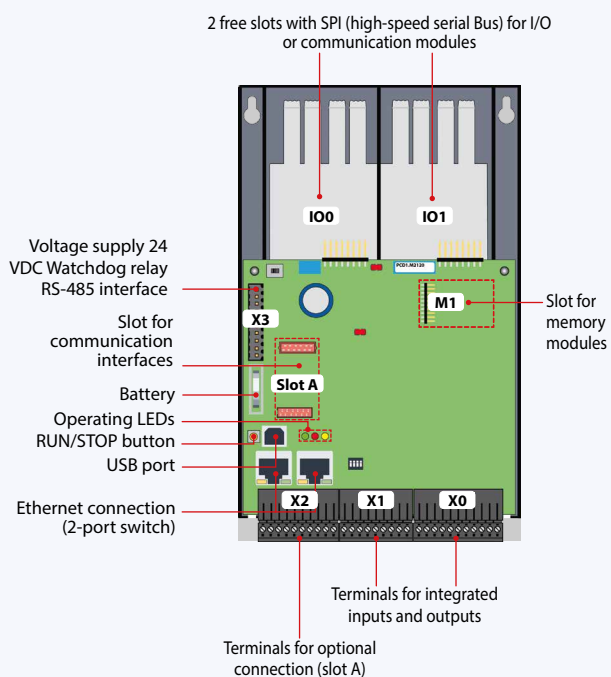 2 free slots with SPI (high-speed serial Bus) for I/O
or communication modules
IO0
IO1
PCD1.M2120
Voltage supply 24
VDC Watchdog relay
RS-485 interface
X3
M1
Slot for
memory
modules
Slot for
communication
interfaces
Slot A
Battery
Operating LEDs
RUN/STOP button
USB port
Ethernet connection
(2-port switch)
X2
X1
X0
Terminals for integrated
inputs and outputs
Terminals for optional
connection (slot A)